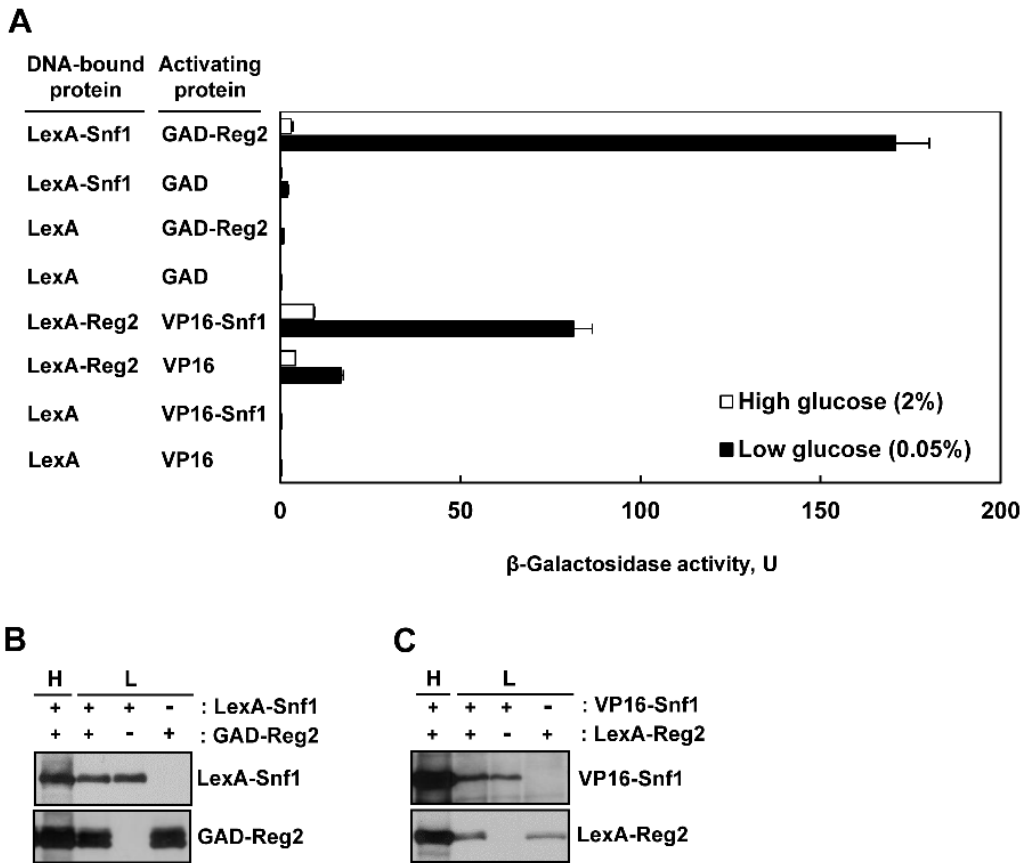 A
DNA-bound Activating
protein protein
LexA-Snf1 GAD-Reg2
LexA-Snf1 GAD
LexA GAD-Reg2
LexA GAD
LexA-Reg2 VP16-Snf1
LexA-Reg2 VP16
LexA VP16-Snf1
LexA VP16
High glucose (2%)
Low glucose (0.05%)
0 50 100 150 200
β-Galactosidase activity, U
B
H L
+ + + - : LexA-Snf1
+ + - + : GAD-Reg2
LexA-Snf1
GAD-Reg2
C
H L
+ + + - : VP16-Snf1
+ + - + : LexA-Reg2
VP16-Snf1
LexA-Reg2